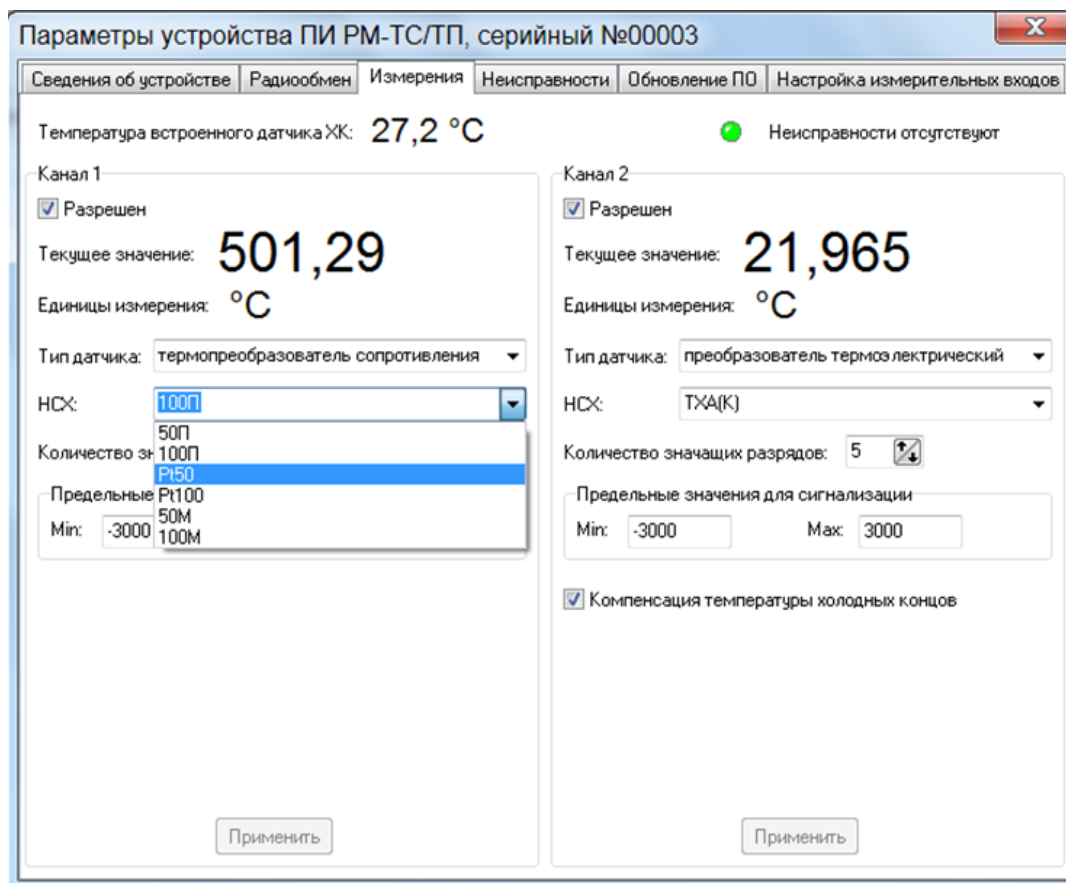 Параметры устройства ПИ РМ-ТС/ТП, серийный №00003
Сведения об устройстве Радиообмен Измерения Неисправности Обновление ПО Настройка измерительных входов
Температура встроенного датчика ХК: 27,2 °C Неисправности отсутствуют
Канал 1
Разрешен
Текущее значение: 501,29
Единицы измерения: °C
Тип датчика: термопреобразователь сопротивления
НСХ: 100П
50П
100П
Pt50
Pt100
50М
100М
Количество
Предельные
Min: -3000
Применить
Канал 2
Разрешен
Текущее значение: 21,965
Единицы измерения: °C
Тип датчика: преобразователь термоэлектрический
НСХ: ТХА(К)
Количество значащих разрядов: 5
Предельные значения для сигнализации
Min: -3000 Max: 3000
Компенсация температуры холодных концов
Применить